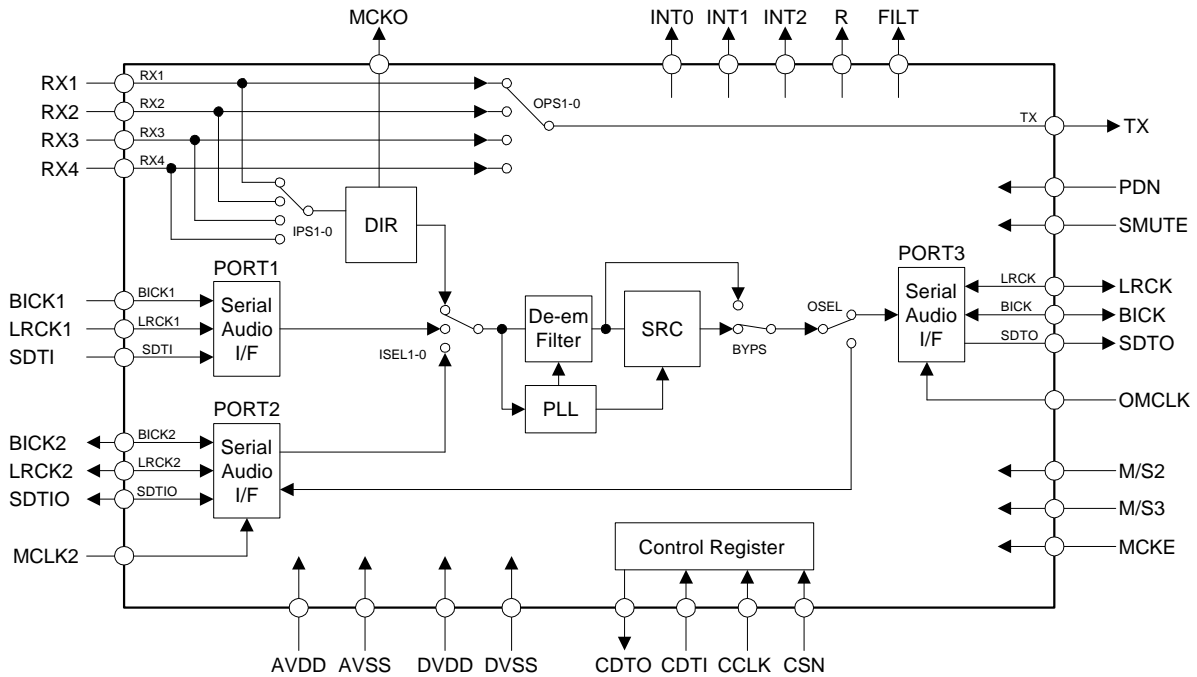 MCKO
INT0
INT1
INT2
R
FILT
RX1
RX1
RX2
RX2
RX3
RX3
RX4
RX4
OPS1-0
TX
TX
IPS1-0
DIR
PDN
SMUTE
PORT1
BICK1
BICK1
LRCK1
LRCK1
SDTI
SDTI
Serial
Audio
I/F
ISEL1-0
De-em
Filter
SRC
PLL
BYPS
OSEL
PORT3
Serial
Audio
I/F
LRCK
LRCK
BICK
BICK
SDTO
SDTO
OMCLK
PORT2
BICK2
BICK2
LRCK2
LRCK2
SDTIO
SDTIO
Serial
Audio
I/F
MCLK2
M/S2
M/S3
MCKE
Control Register
AVDD
AVSS
DVDD
DVSS
CDTO
CDTI
CCLK
CSN